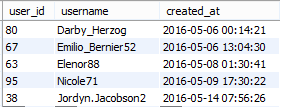 user_id username created_at
80 Darby_Herzog 2016-05-06 00:14:21
67 Emilio_Bernier52 2016-05-06 13:04:30
63 Elenor88 2016-05-08 01:30:41
95 Nicole71 2016-05-09 17:30:22
38 Jordyn.Jacobson2 2016-05-14 07:56:26